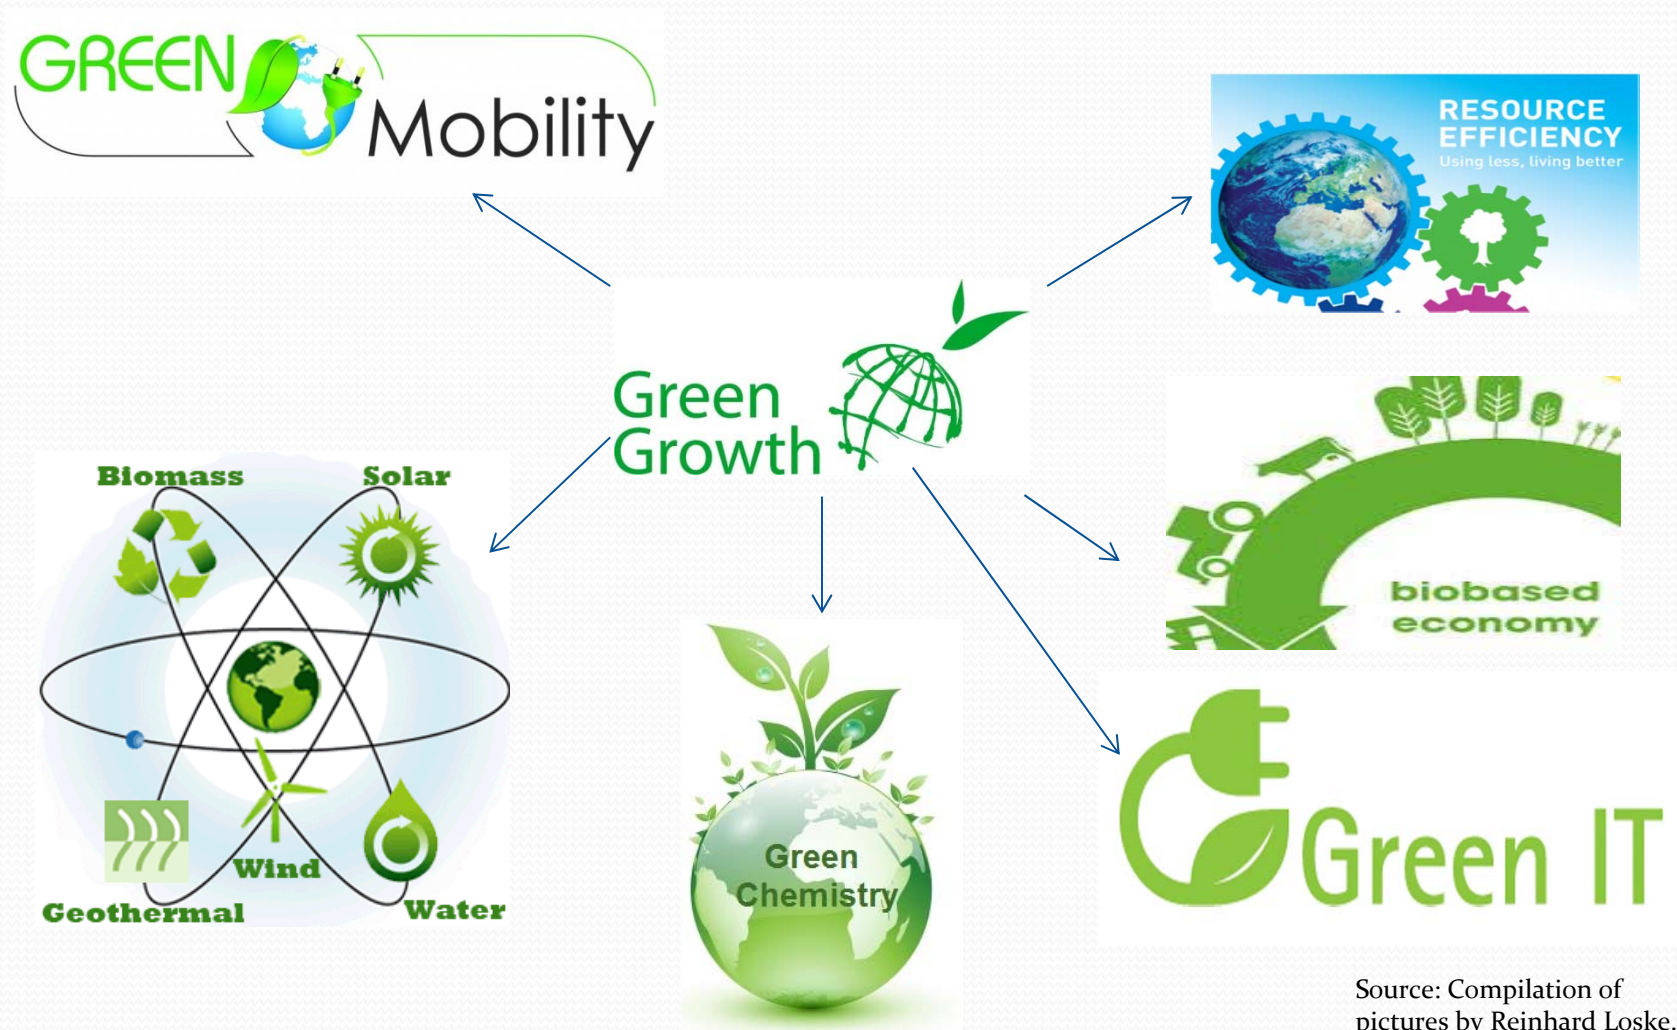 GREEN
Mobility
RESOURCE
EFFICIENCY
Using less, living better
Green
Growth
biobased
economy
Biomass
Solar
Wind
Geothermal
Water
Green
Chemistry
Green IT
Source: Compilation of
pictures by Reinhard Loske.